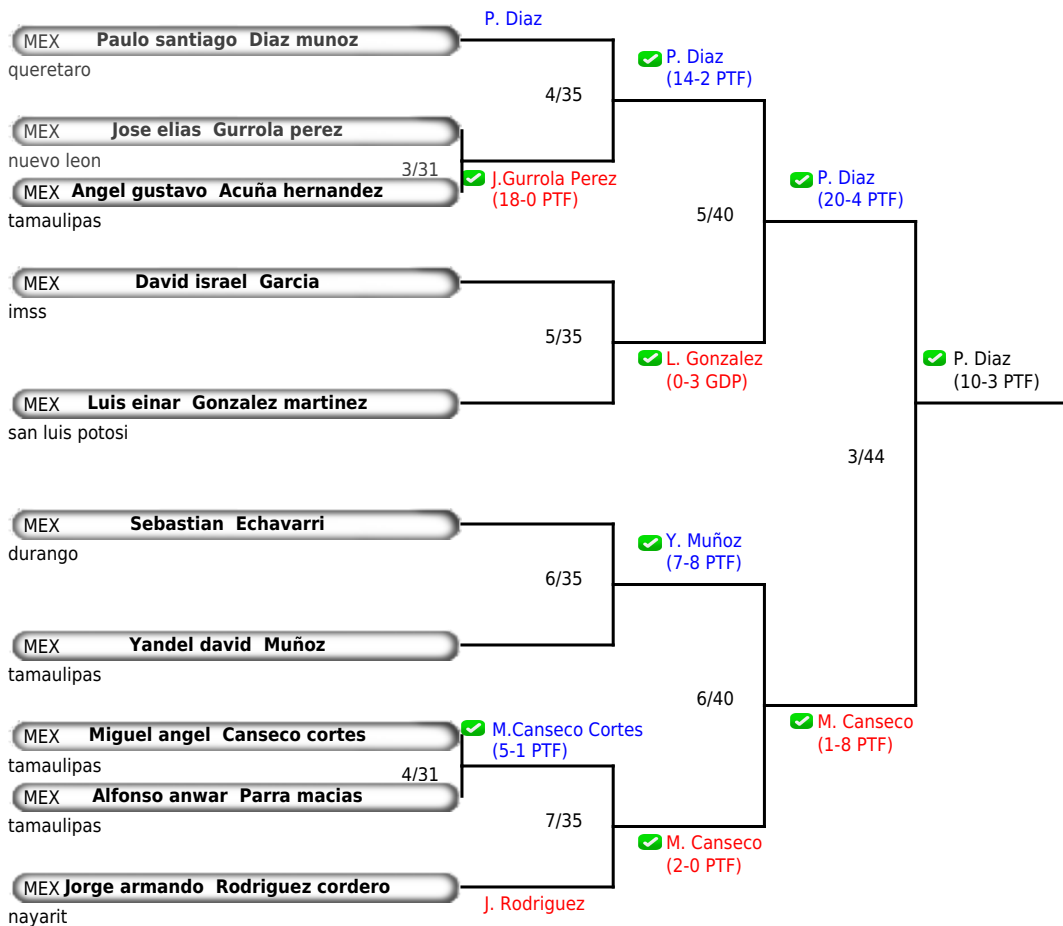 P. Diaz
MEX Paulo santiago Diaz munoz
queretaro
P. Diaz
(14-2 PTF)
4/35
MEX Jose elias Gurrola perez
nuevo leon
3/31
J.Gurrola Perez
(18-0 PTF)
MEX Angel gustavo Acuña hernandez
tamaulipas
P. Diaz
(20-4 PTF)
5/40
MEX David israel Garcia
imss
5/35
L. Gonzalez
(0-3 GDP)
P. Diaz
(10-3 PTF)
MEX Luis einar Gonzalez martinez
san luis potosi
3/44
MEX Sebastian Echavarri
durango
Y. Muñoz
(7-8 PTF)
6/35
MEX Yandel david Muñoz
tamaulipas
6/40
M. Canseco
(1-8 PTF)
MEX Miguel angel Canseco cortes
tamaulipas
M.Canseco Cortes
(5-1 PTF)
4/31
MEX Alfonso anwar Parra macias
tamaulipas
7/35
M. Canseco
(2-0 PTF)
MEX Jorge armando Rodriguez cordero
nayarit
J. Rodriguez